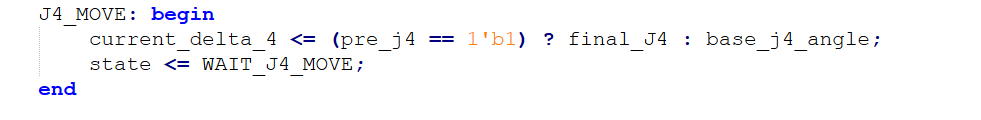 J4_MOVE: begin
current_delta_4 <= (pre_j4 == 1'b1) ? final_J4 : base_j4_angle;
state <= WAIT_J4_MOVE;
end